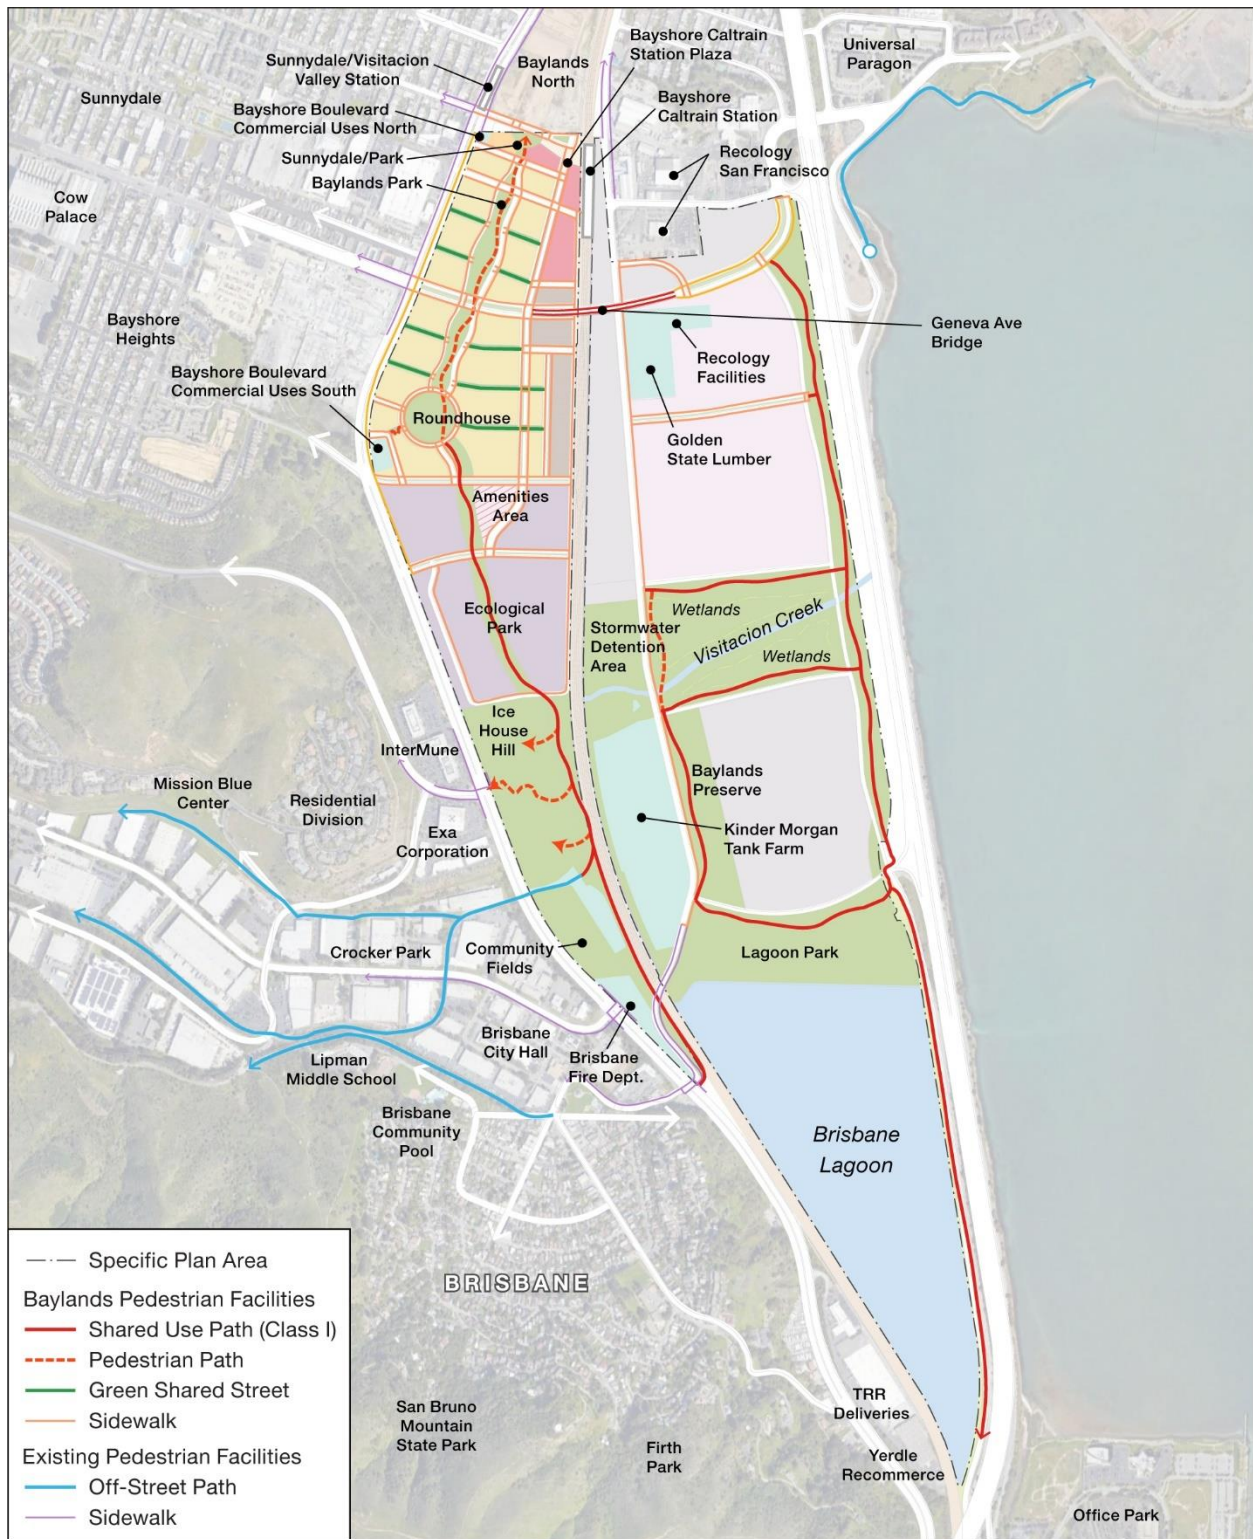 Sunnydale/Visitacion
Valley Station
Baylands
North
Bayshore Caltrain
Station Plaza
Universal
Paragon
Sunnydale
Bayshore Boulevard
Commercial Uses North
Bayshore
Caltrain Station
Sunnydale/Park
Recology
San Francisco
Baylands Park
Cow
Palace
Bayshore
Heights
Geneva Ave
Bridge
Recology
Facilities
Bayshore Boulevard
Commercial Uses South
Roundhouse
Golden
State Lumber
Amenities
Area
Ecological
Park
Wetlands
Visitacion Creek
Stormwater
Detention
Area
Wetlands
Ice
House
Hill
InterMune
Baylands
Preserve
Mission Blue
Center
Residential
Division
Exa
Corporation
Kinder Morgan
Tank Farm
Crocker Park
Community
Fields
Lagoon Park
Brisbane
City Hall
Brisbane
Fire Dept.
Lipman
Middle School
Brisbane
Community
Pool
Brisbane
Lagoon
BRISBANE
San Bruno
Mountain
State Park
Firth
Park
TRR
Deliveries
Yerdle
Recommerce
Office Park
Specific Plan Area
Baylands Pedestrian Facilities
Shared Use Path (Class I)
Pedestrian Path
Green Shared Street
Sidewalk
Existing Pedestrian Facilities
Off-Street Path
Sidewalk